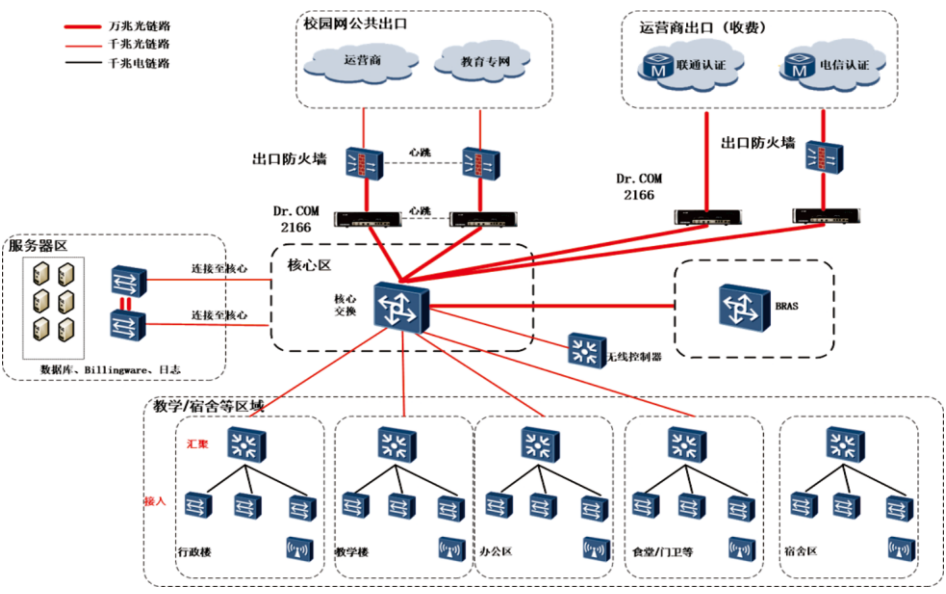 万兆光链路
千兆光链路
千兆电链路
校园网公共出口
运营商
教育专网
运营商出口（收费）
M
联通认证
M
电信认证
出口防火墙
心跳
出口防火墙
Dr.COM
2166
心跳
Dr.COM
2166
服务器区
连接至核心
连接至核心
数据库、Billingware、日志
核心区
核心
交换
BRAS
无线控制器
教学/宿舍等区域
汇聚
接入
行政楼
教学楼
办公区
食堂/门卫等
宿舍区